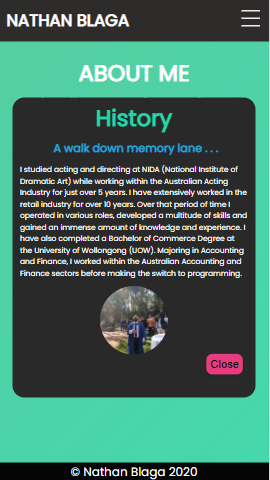 NATHAN BLAGA
ABOUT ME
History
A walk down memory lane . . .
I studied acting and directing at NIDA (National Institute of
Dramatic Art) while working within the Australian Acting
Industry for just over 5 years. I have extensively worked in the
retail industry for over 10 years. Over that period of time I
operated in various roles, developed a multitude of skills and
gained an immense amount of knowledge and experience. I
have also completed a Bachelor of Commerce Degree at
the University of Wollongong (UOW). Majoring in Accounting
and Finance, I worked within the Australian Accounting and
Finance sectors before making the switch to programming.
Close
© Nathan Blaga 2020